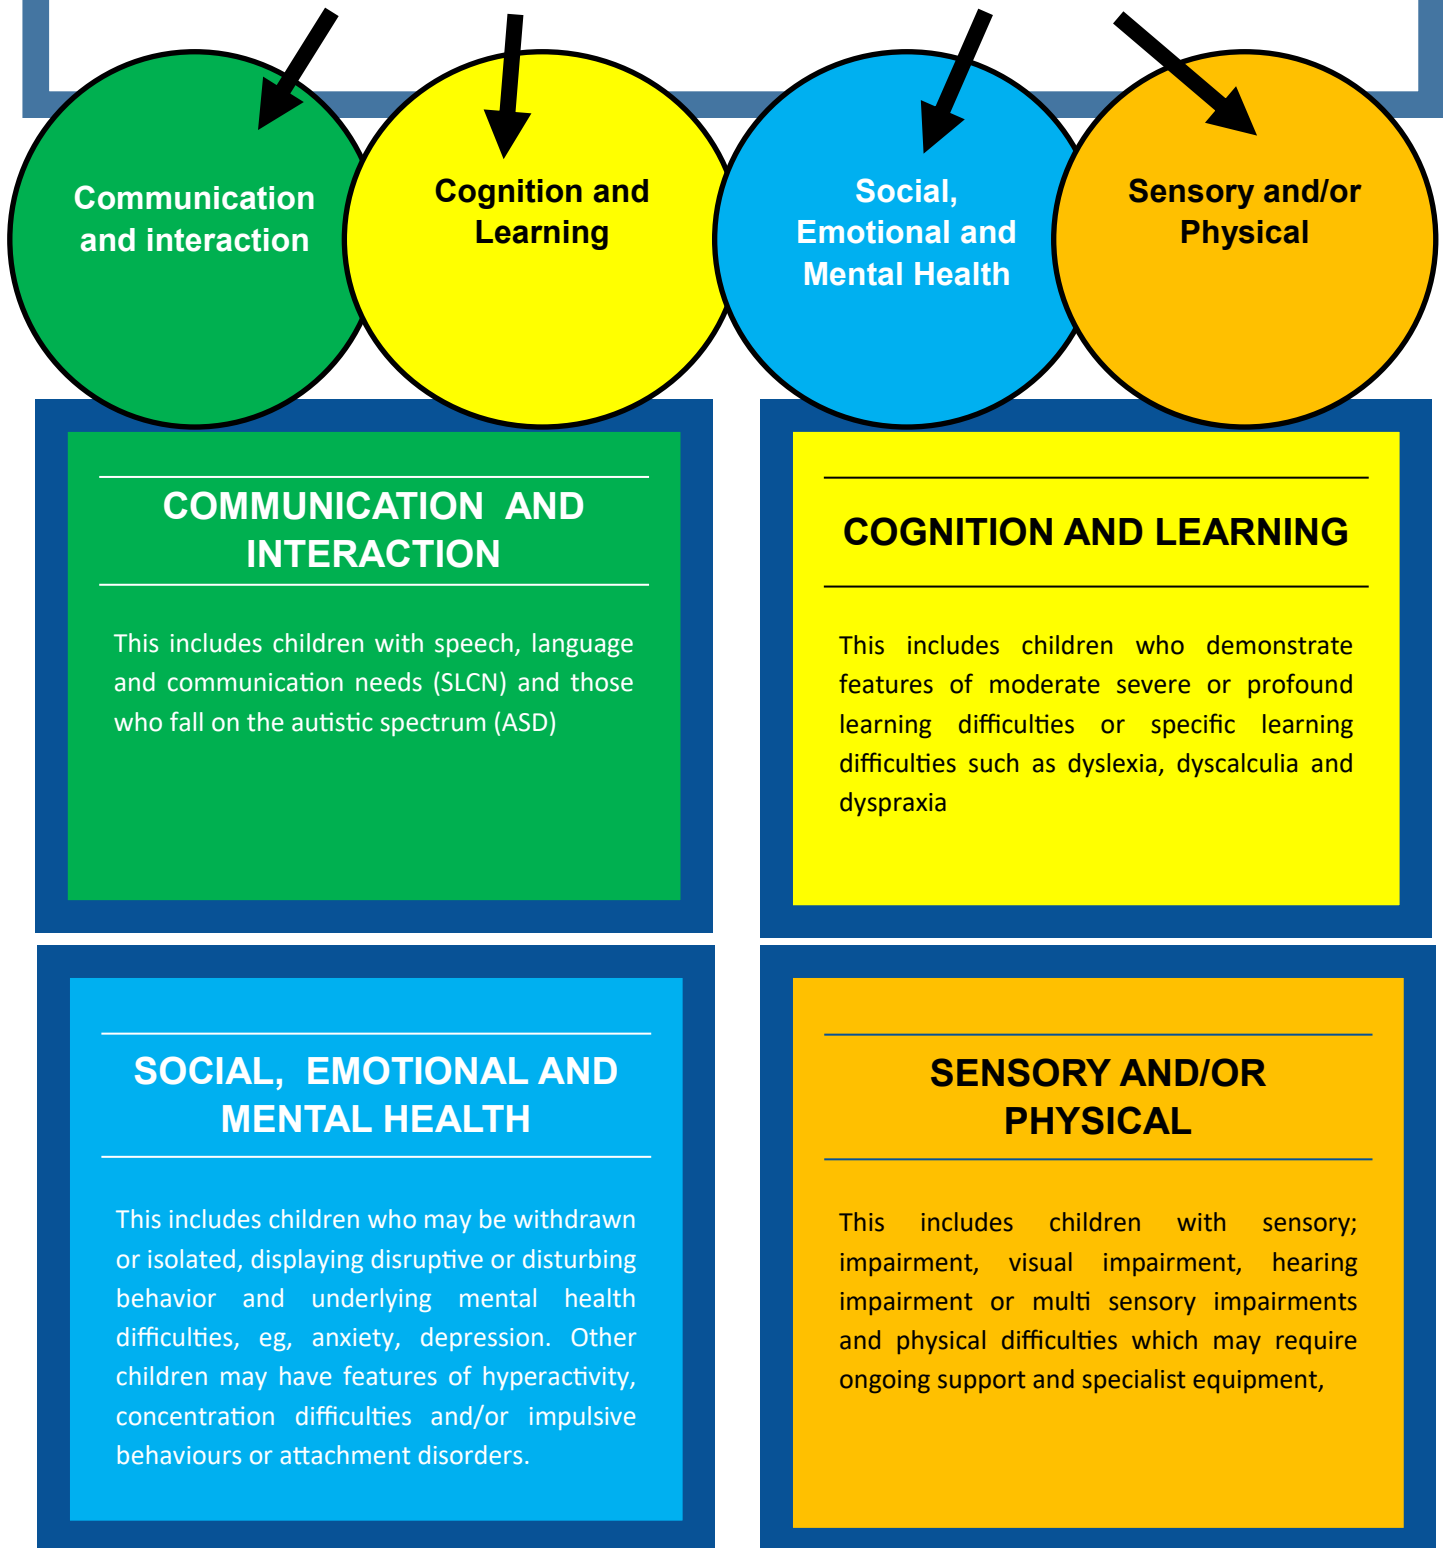 Communication
and interaction
Cognition and
Learning
Social,
Emotional and
Mental Health
Sensory and/or
Physical
COMMUNICATION AND
INTERACTION
This includes children with speech, language
and communication needs (SLCN) and those
who fall on the autistic spectrum (ASD)
COGNITION AND LEARNING
This includes children who demonstrate
features of moderate severe or profound
learning difficulties or specific learning
difficulties such as dyslexia, dyscalculia and
dyspraxia
SOCIAL, EMOTIONAL AND
MENTAL HEALTH
This includes children who may be withdrawn
or isolated, displaying disruptive or disturbing
behavior and underlying mental health
difficulties, eg, anxiety, depression. Other
children may have features of hyperactivity,
concentration difficulties and/or impulsive
behaviours or attachment disorders.
SENSORY AND/OR
PHYSICAL
This includes children with sensory;
impairment, visual impairment, hearing
impairment or multi sensory impairments
and physical difficulties which may require
ongoing support and specialist equipment,